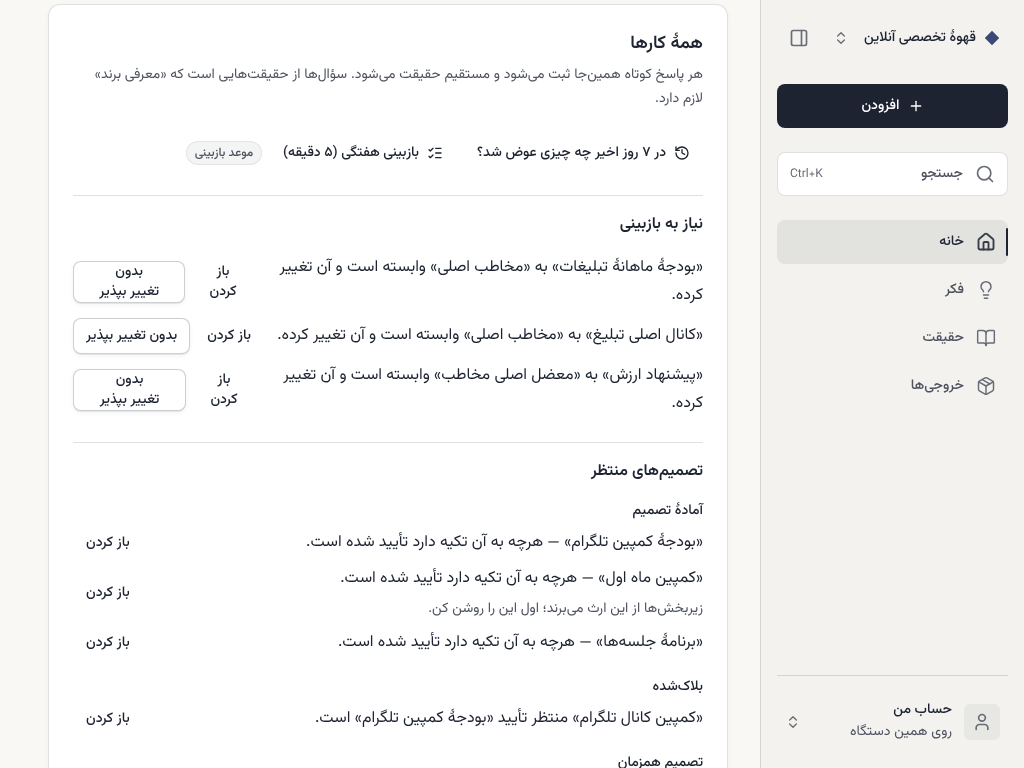 قهوهٔ تخصصی آنلاین
افزودن
جستجو
Ctrl+K
خانه
فکر
حقیقت
خروجی‌ها
حساب من
روی همین دستگاه
همهٔ کارها
هر پاسخ کوتاه همین‌جا ثبت می‌شود و مستقیم حقیقت می‌شود. سؤال‌ها از حقیقت‌هایی است که «معرفی برند»
لازم دارد.
در ۷ روز اخیر چه چیزی عوض شد؟
بازبینی هفتگی (۵ دقیقه)
موعد بازبینی
نیاز به بازبینی
«بودجهٔ ماهانهٔ تبلیغات» به «مخاطب اصلی» وابسته است و آن تغییر
کرده.
باز
کردن
بدون
تغییر بپذیر
«کانال اصلی تبلیغ» به «مخاطب اصلی» وابسته است و آن تغییر کرده.
باز کردن
بدون تغییر بپذیر
«پیشنهاد ارزش» به «معضل اصلی مخاطب» وابسته است و آن تغییر
کرده.
باز
کردن
بدون
تغییر بپذیر
تصمیم‌های منتظر
آمادهٔ تصمیم
«بودجهٔ کمپین تلگرام» — هرچه به آن تکیه دارد تأیید شده است.
باز کردن
«کمپین ماه اول» — هرچه به آن تکیه دارد تأیید شده است.
زیربخش‌ها از این ارث می‌برند؛ اول این را روشن کن.
باز کردن
«برنامهٔ جلسه‌ها» — هرچه به آن تکیه دارد تأیید شده است.
باز کردن
بلاک‌شده
«کمپین کانال تلگرام» منتظر تأیید «بودجهٔ کمپین تلگرام» است.
باز کردن
تصمیم همزمان